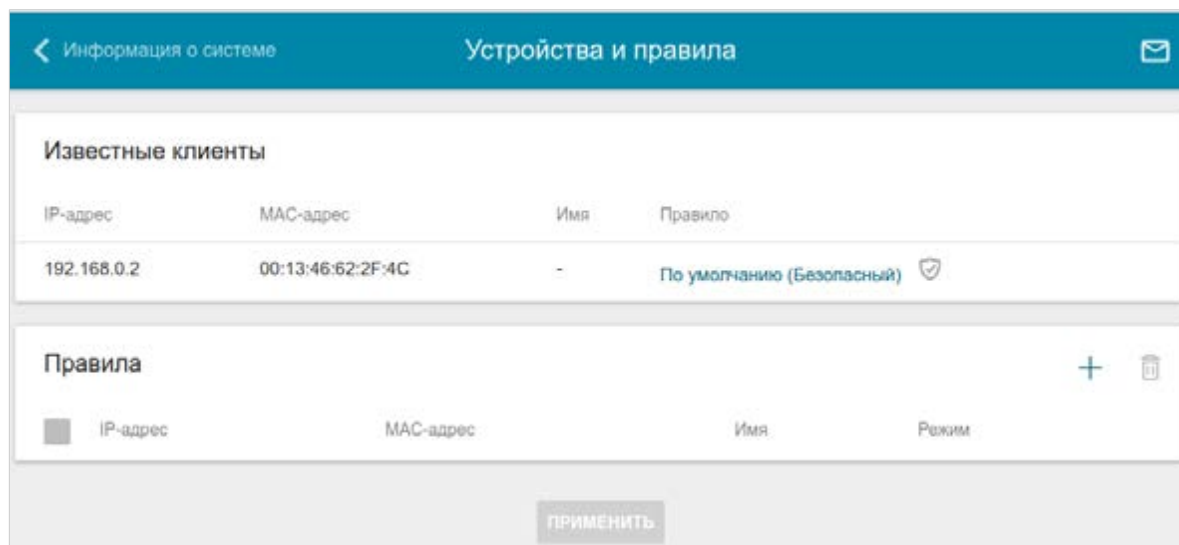 Информация о системе Устройства и правила
Известные клиенты
IP-адрес MAC-адрес Имя Правило
192.168.0.2 00:13:46:62:2F:4C - По умолчанию (Безопасный)
Правила
IP-адрес MAC-адрес Имя Режим
ПРИМЕНИТЬ